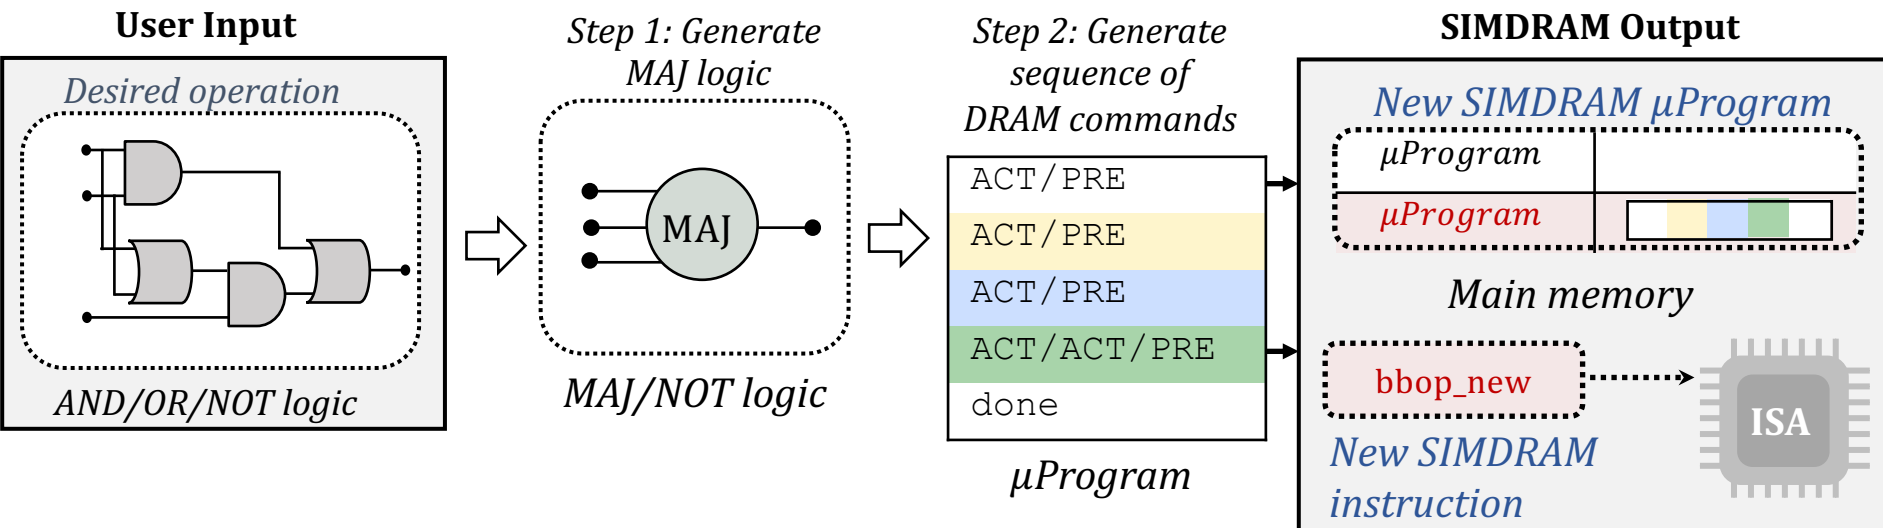 User Input
Desired operation
AND/OR/NOT logic
Step 1: Generate
MAJ logic
MAJ
MAJ/NOT logic
Step 2: Generate
sequence of
DRAM commands
ACT/PRE
ACT/PRE
ACT/PRE
ACT/ACT/PRE
done
μProgram
SIMDRAM Output
New SIMDRAM μProgram
μProgram
μProgram
Main memory
bbop_new
ISA
New SIMDRAM
instruction